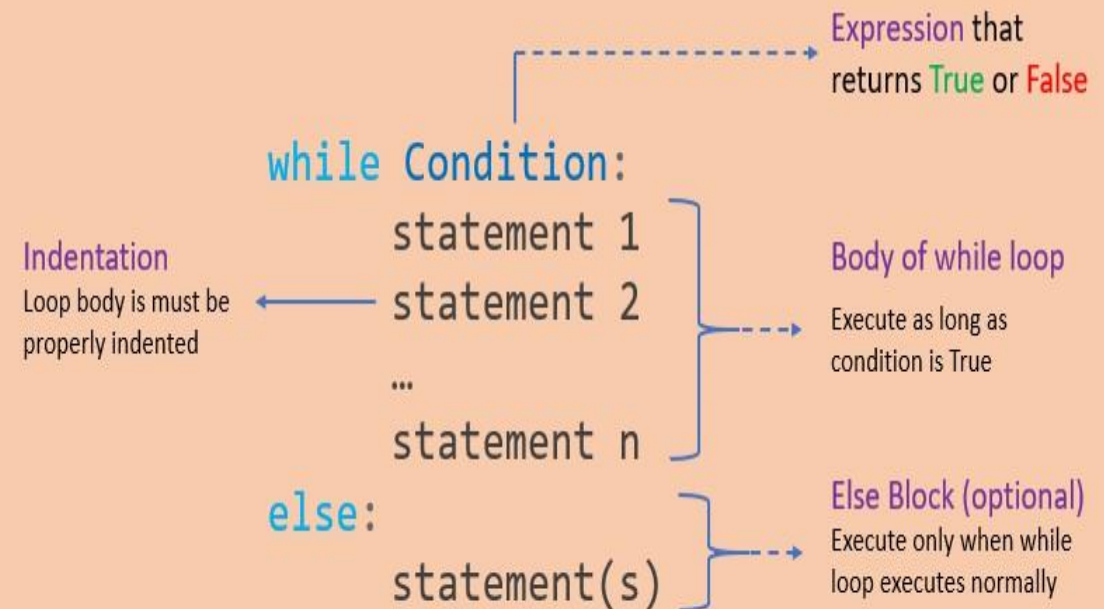 Expression that
returns True or False
while Condition:
statement 1
Indentation
Loop body is must be
properly indented
statement 2
Body of while loop
Execute as long as
condition is True
...
statement n
else:
statement(s)
Else Block (optional)
Execute only when while
loop executes normally